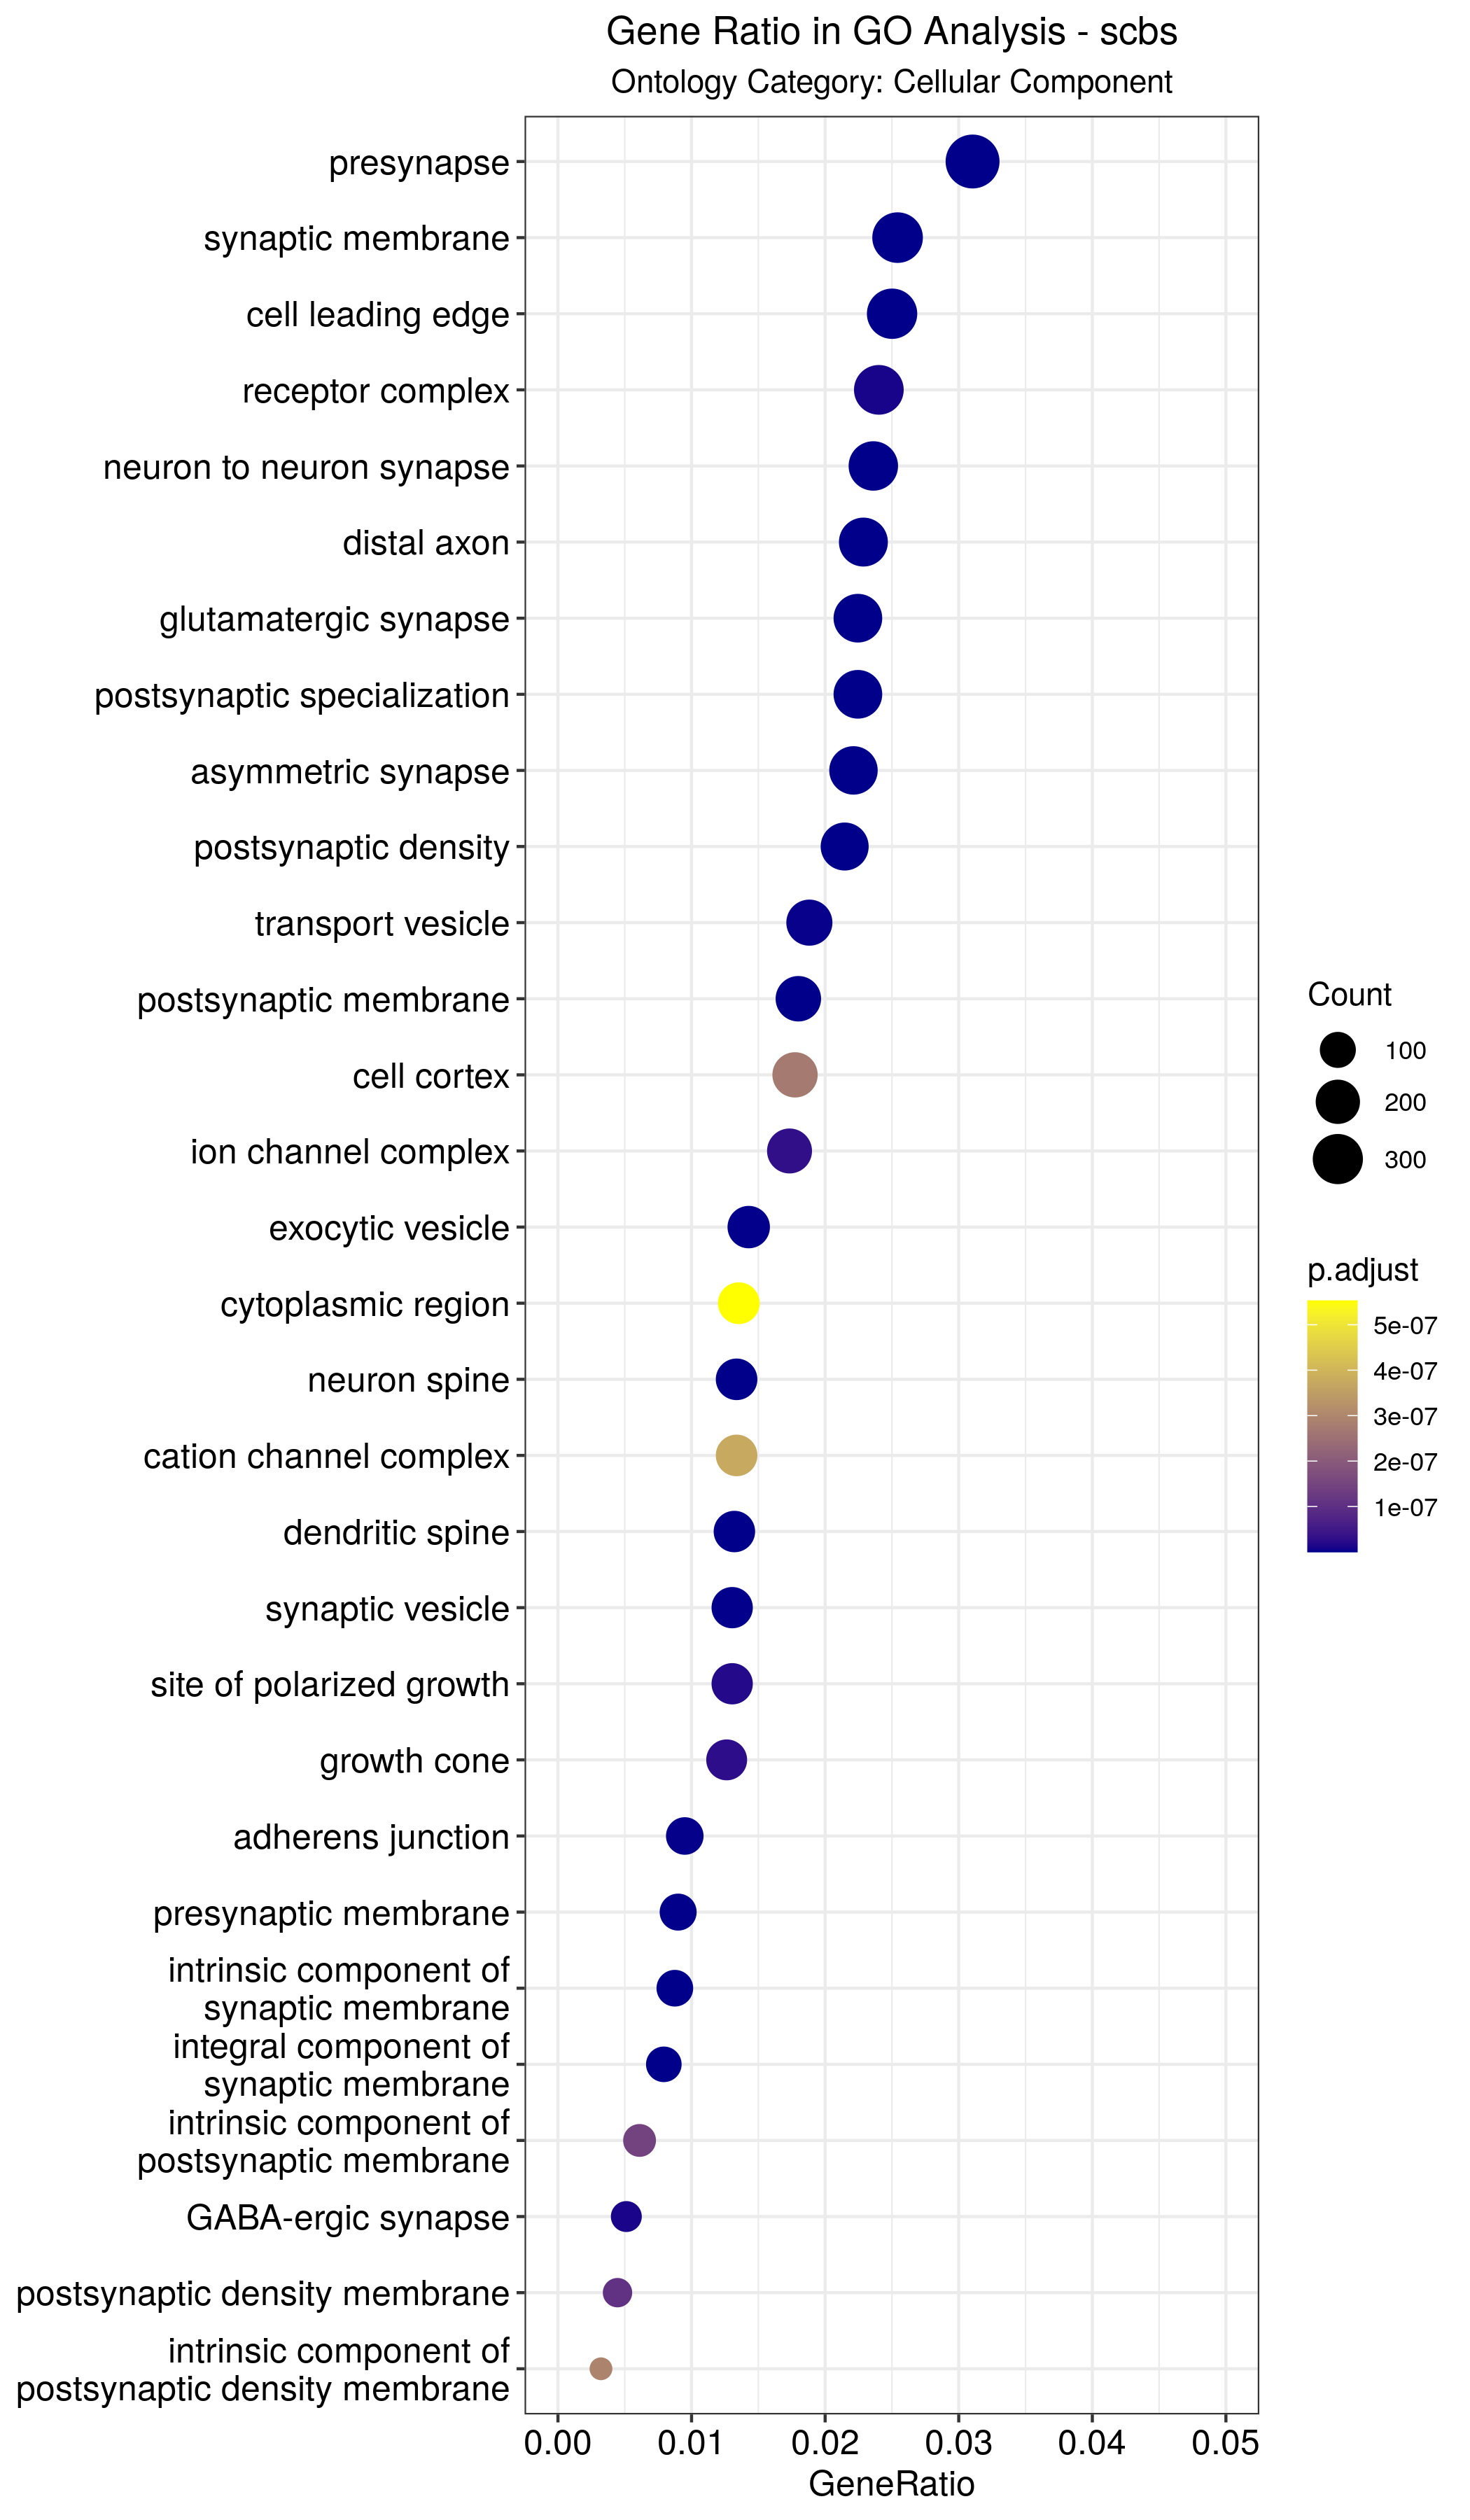 Gene Ratio in GO Analysis - scbs
Ontology Category: Cellular Component
presynapse
synaptic membrane
cell leading edge
receptor complex
neuron to neuron synapse
distal axon
glutamatergic synapse
postsynaptic specialization
asymmetric synapse
postsynaptic density
transport vesicle
postsynaptic membrane
cell cortex
ion channel complex
exocytic vesicle
cytoplasmic region
neuron spine
cation channel complex
dendritic spine
synaptic vesicle
site of polarized growth
growth cone
adherens junction
presynaptic membrane
intrinsic component of
synaptic membrane
integral component of
synaptic membrane
intrinsic component of
postsynaptic membrane
GABA-ergic synapse
postsynaptic density membrane
intrinsic component of
postsynaptic density membrane
0.00 0.01 0.02 0.03 0.04 0.05
GeneRatio
Count
100
200
300
p.adjust
5e-07
4e-07
3e-07
2e-07
1e-07